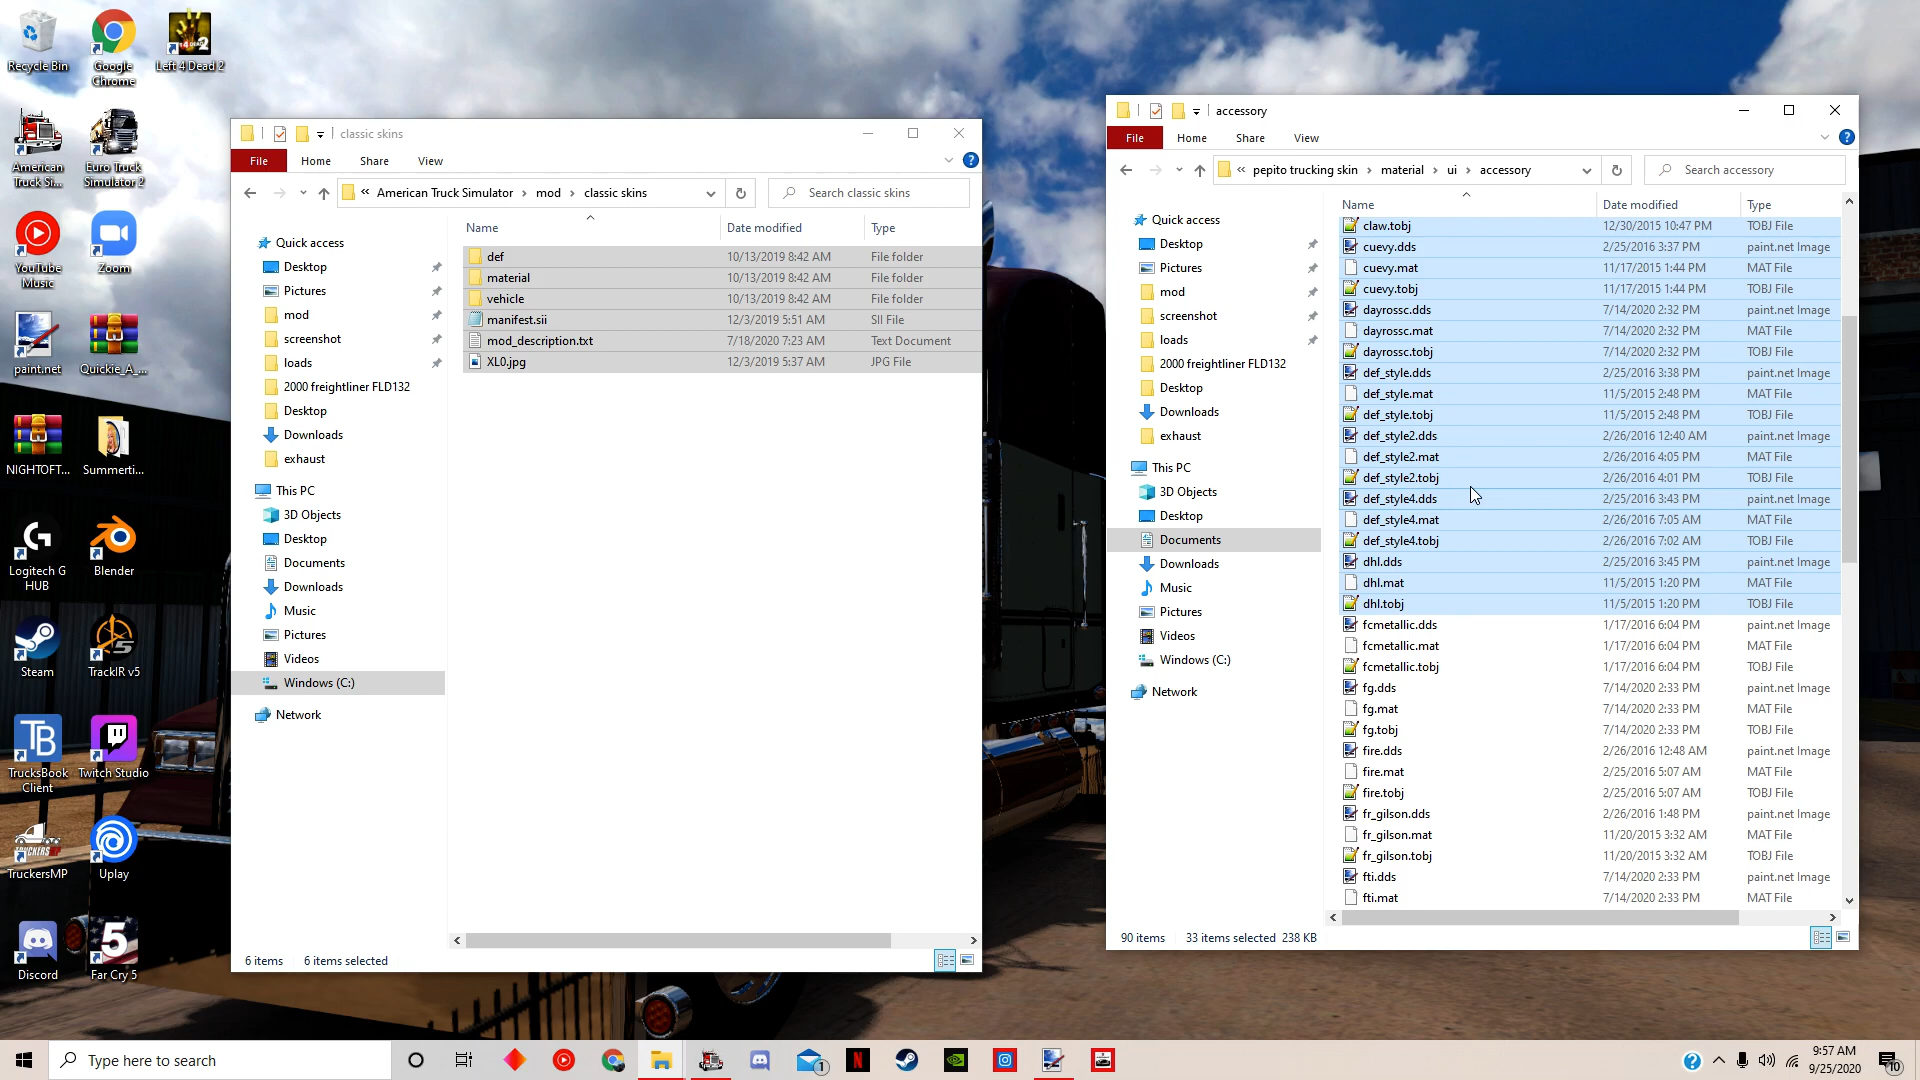 Recycle Bin
Google Chrome
Left 4 Dead 2
American Truck Si...
Euro Truck Simulator 2
YouTube Music
Zoom
paint.net
Quickie_A_...
NIGHTOFT...
Summerti...
Logitech G HUB
Blender
Steam
TrackIR v5
TrucksBook Client
Twitch Studio
TruckersMP
Uplay
Discord
Far Cry 5
classic skins
File Home Share View
« American Truck Simulator > mod > classic skins
Search classic skins
Quick access
Desktop
Pictures
mod
screenshot
loads
2000 freightliner FLD132
Desktop
Downloads
exhaust
This PC
3D Objects
Desktop
Documents
Downloads
Music
Pictures
Videos
Windows (C:)
Network
Name Date modified Type
def 10/13/2019 8:42 AM File folder
material 10/13/2019 8:42 AM File folder
vehicle 10/13/2019 8:42 AM File folder
manifest.sii 12/3/2019 5:51 AM SII File
mod_description.txt 7/18/2020 7:23 AM Text Document
XL0.jpg 12/3/2019 5:37 AM JPG File
6 items 6 items selected
accessory
File Home Share View
« pepito trucking skin > material > ui > accessory
Search accessory
Quick access
Desktop
Pictures
mod
screenshot
loads
2000 freightliner FLD132
Desktop
Downloads
exhaust
This PC
3D Objects
Desktop
Documents
Downloads
Music
Pictures
Videos
Windows (C:)
Network
Name Date modified Type
claw.tobj 12/30/2015 10:47 PM TOBJ File
cuevy.dds 2/25/2016 3:37 PM paint.net Image
cuevy.mat 11/17/2015 1:44 PM MAT File
cuevy.tobj 11/17/2015 1:44 PM TOBJ File
dayrossc.dds 7/14/2020 2:32 PM paint.net Image
dayrossc.mat 7/14/2020 2:32 PM MAT File
dayrossc.tobj 7/14/2020 2:32 PM TOBJ File
def_style.dds 2/25/2016 3:38 PM paint.net Image
def_style.mat 11/5/2015 2:48 PM MAT File
def_style.tobj 11/5/2015 2:48 PM TOBJ File
def_style2.dds 2/26/2016 12:40 AM paint.net Image
def_style2.mat 2/26/2016 4:05 PM MAT File
def_style2.tobj 2/26/2016 4:01 PM TOBJ File
def_style4.dds 2/25/2016 3:43 PM paint.net Image
def_style4.mat 2/26/2016 7:05 AM MAT File
def_style4.tobj 2/26/2016 7:02 AM TOBJ File
dhl.dds 2/25/2016 3:45 PM paint.net Image
dhl.mat 11/5/2015 1:20 PM MAT File
dhl.tobj 11/5/2015 1:20 PM TOBJ File
fcmetallic.dds 1/17/2016 6:04 PM paint.net Image
fcmetallic.mat 1/17/2016 6:04 PM MAT File
fcmetallic.tobj 1/17/2016 6:04 PM TOBJ File
fg.dds 7/14/2020 2:33 PM paint.net Image
fg.mat 7/14/2020 2:33 PM MAT File
fg.tobj 7/14/2020 2:33 PM TOBJ File
fire.dds 2/26/2016 12:48 AM paint.net Image
fire.mat 2/25/2016 5:07 AM MAT File
fire.tobj 2/25/2016 5:07 AM TOBJ File
fr_gilson.dds 2/26/2016 1:48 PM paint.net Image
fr_gilson.mat 11/20/2015 3:32 AM MAT File
fr_gilson.tobj 11/20/2015 3:32 AM TOBJ File
fti.dds 7/14/2020 2:33 PM paint.net Image
fti.mat 7/14/2020 2:33 PM MAT File
90 items 33 items selected 238 KB
Type here to search
1
9:57 AM
9/25/2020
10